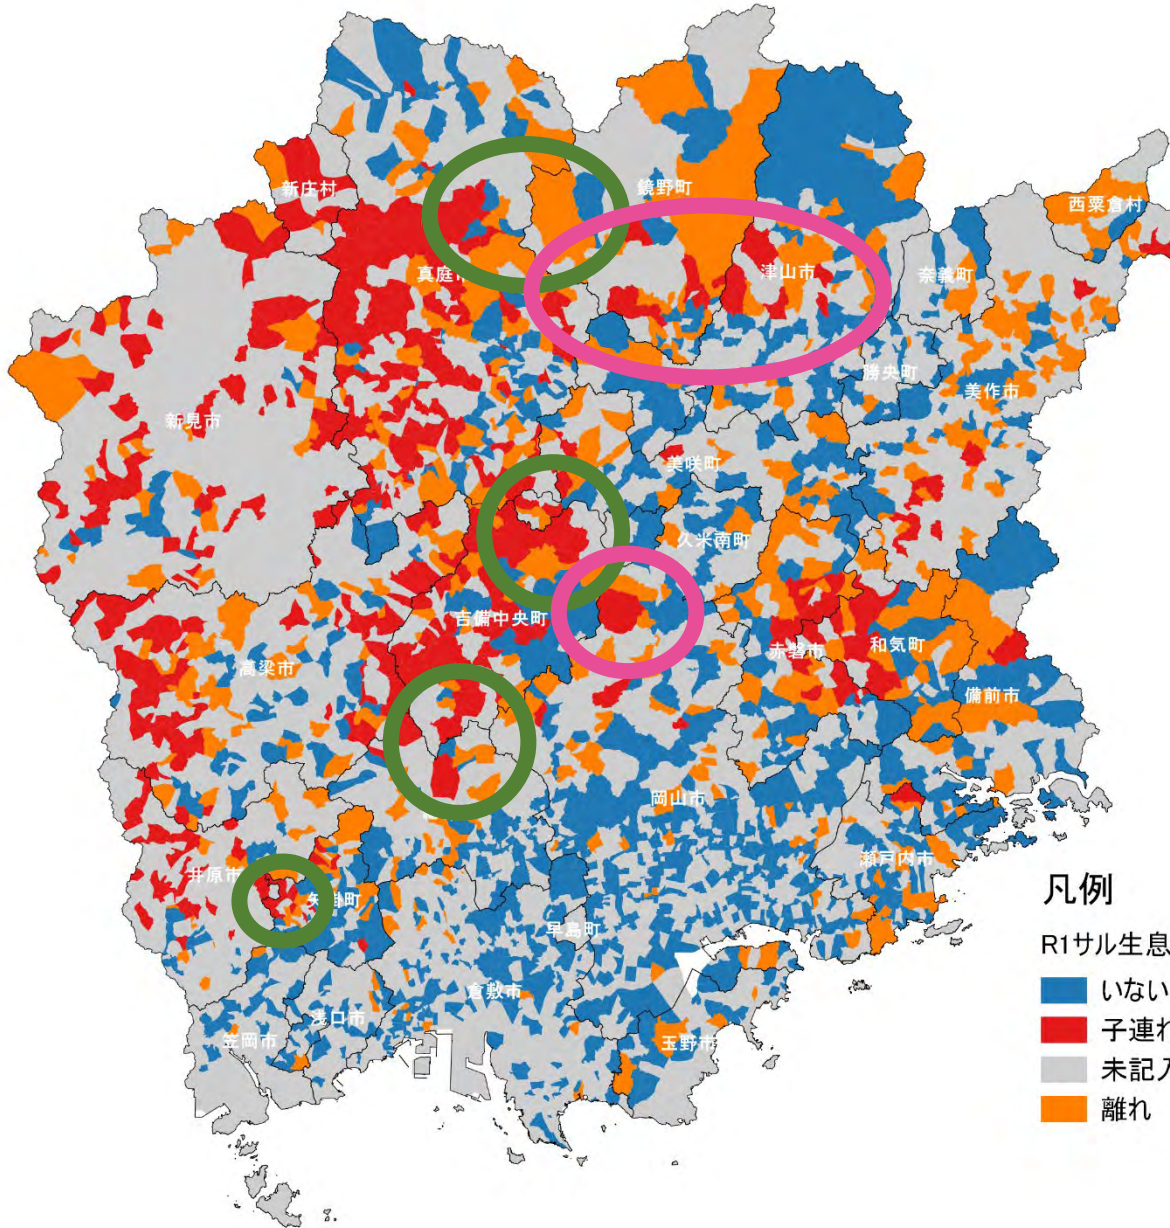 新庄村
鏡野町
西粟倉村
真庭市
津山市
奈義町
勝央町
美作市
新見市
美咲町
久米南町
吉備中央町
赤磐市
和気町
高梁市
備前市
岡山市
井原市
矢掛町
瀬戸内市
早島町
倉敷市
浅口市
笠岡市
玉野市
凡例
R1サル生息
いない
子連れ
未記入
離れ